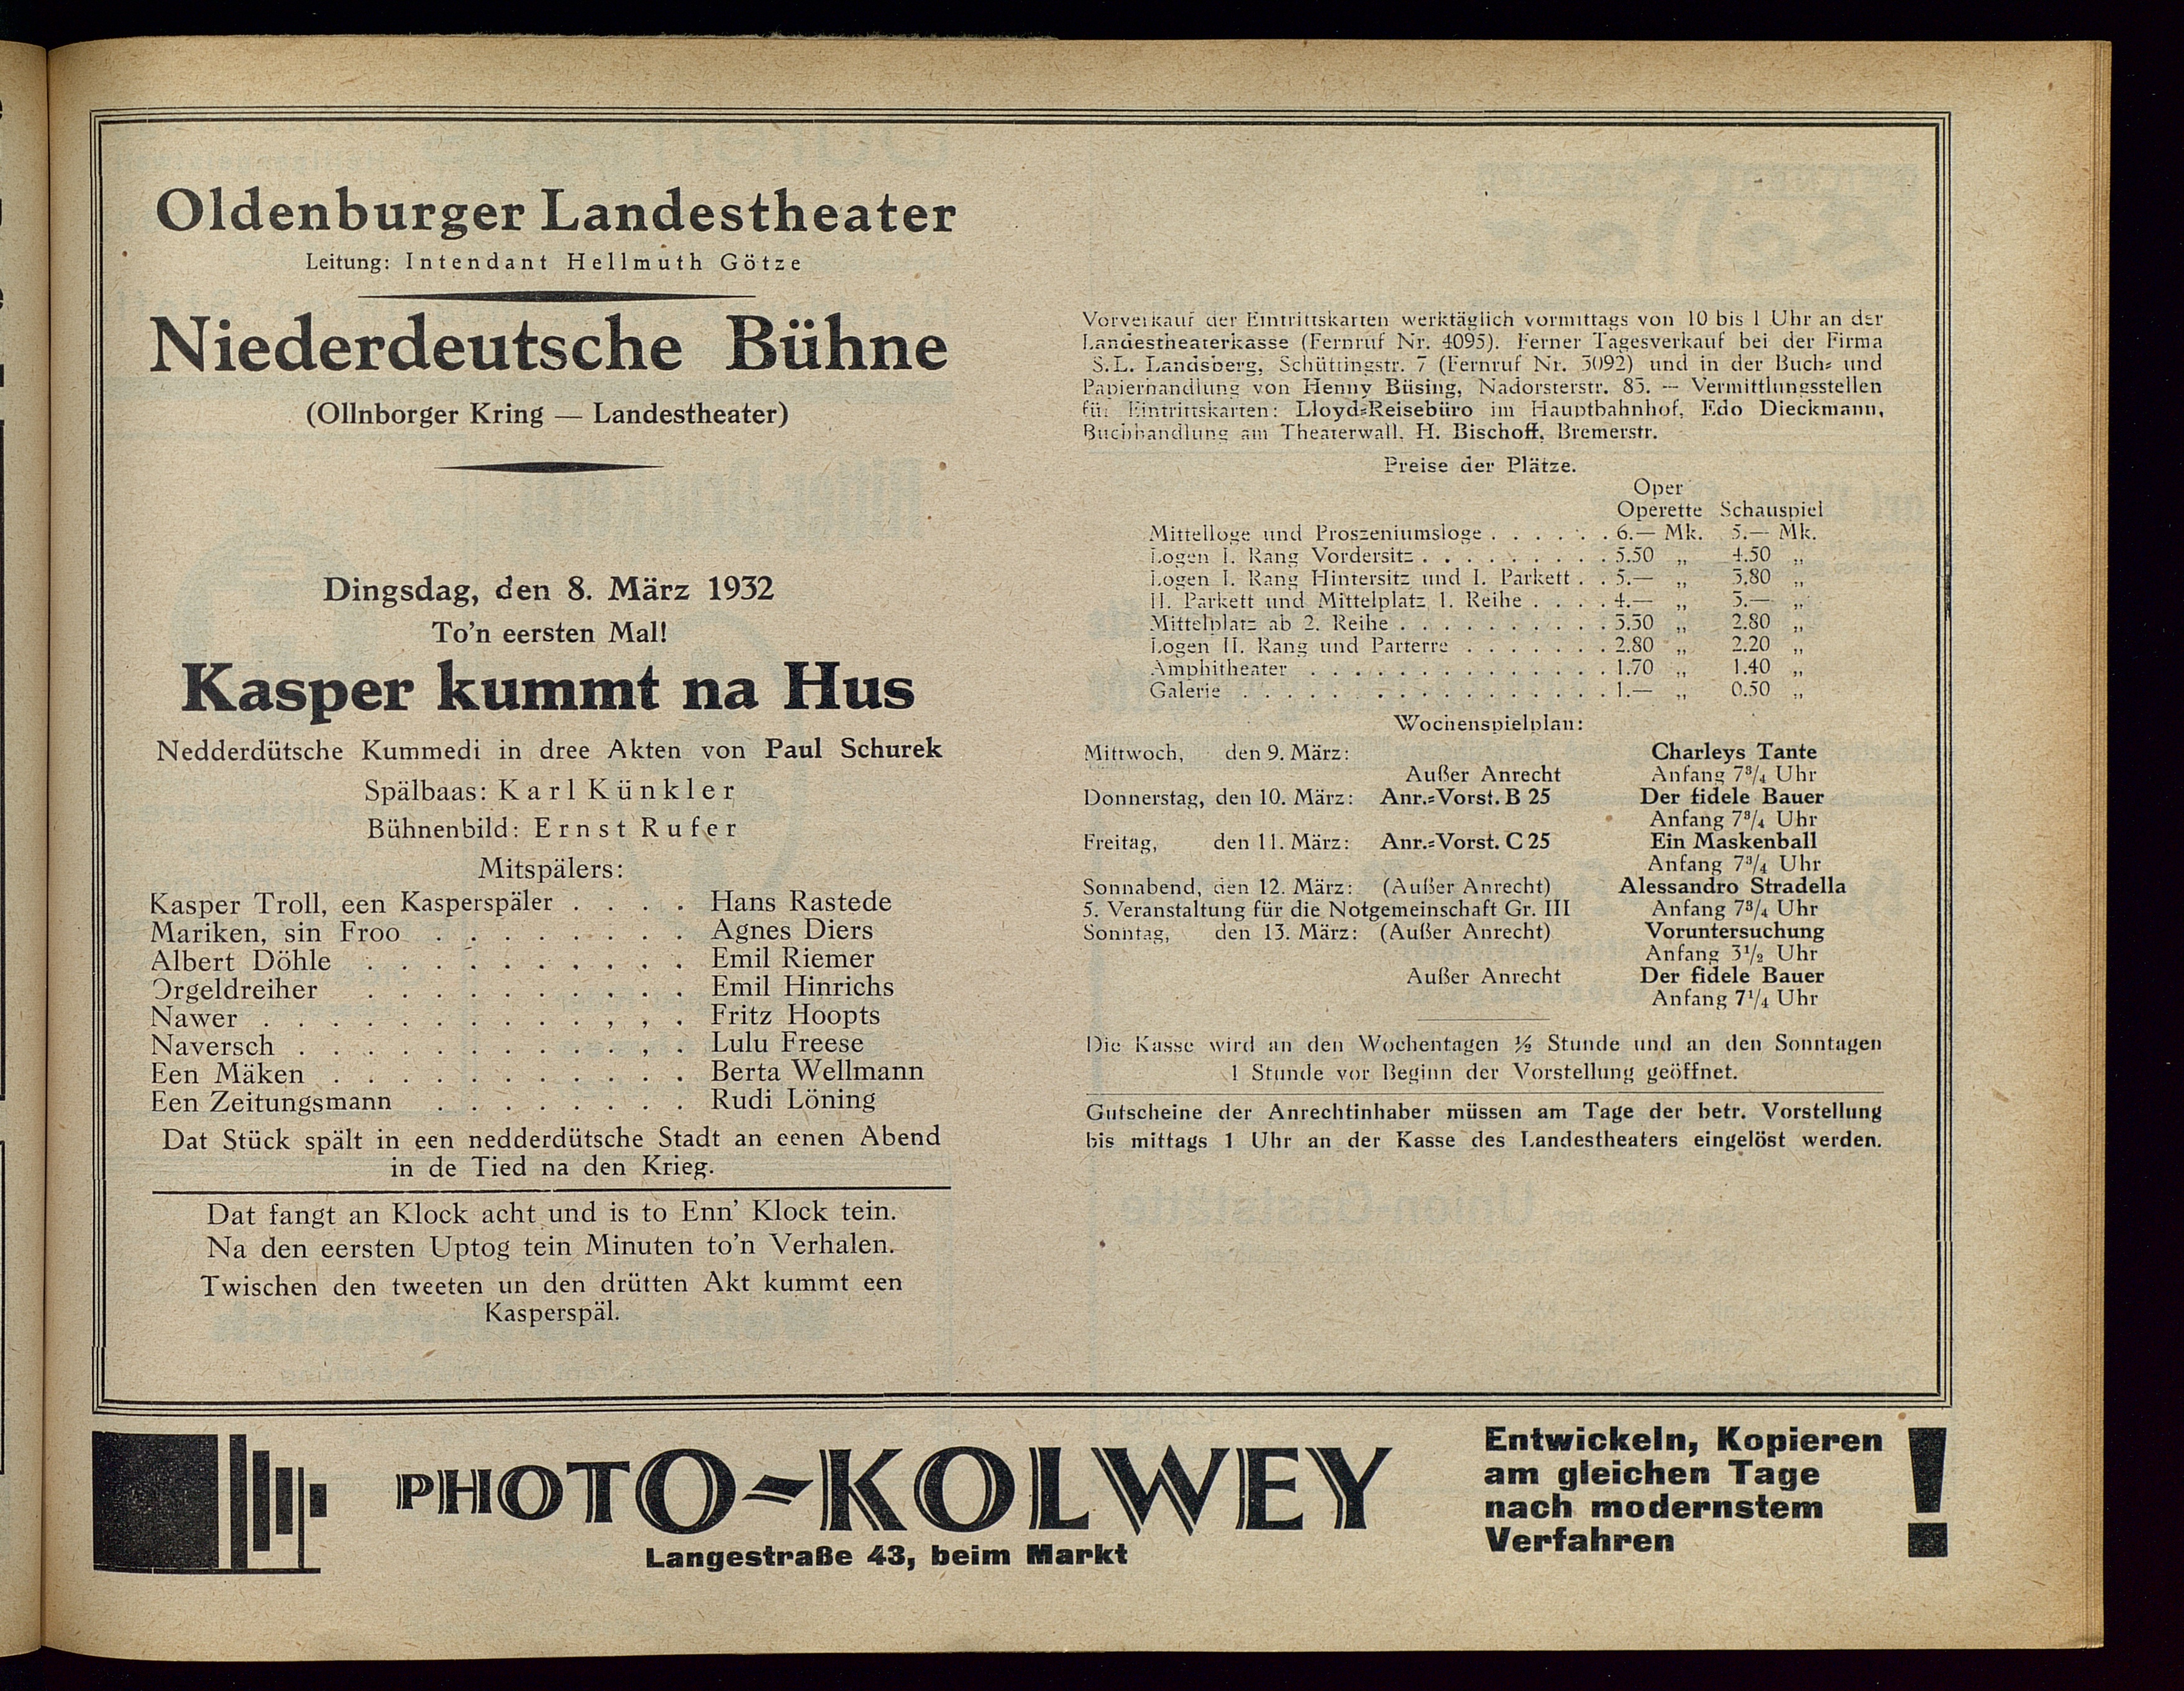 Oldenburger Landestheater
Leitung: Intendant Hellmuth Götze
Niederdeutsche Bühne
(Ollnborger Kring — Landestheater)
Dingsdag, den 8. März 1932
To'n eersten Mal!
Kasper kummt na Hus
Nedderdütsche Kummedi in dree Akten von Paul Schurek
Spälbaas: Karl Künkler
Bühnenbild: Ernst Rufer
Mitspälers:
Kasper Troll, een Kasperspäler . . . . Hans Rastede
Mariken, sin Froo . . . . . . . . Agnes Diers
Albert Döhle . . . . . . . . . . Emil Riemer
Orgeldreiher . . . . . . . . . . Emil Hinrichs
Nawer . . . . . . . . . . . , , . Fritz Hoopts
Naversch . . . . . . . . . . , . Lulu Freese
Een Mäken . . . . . . . . . . . Berta Wellmann
Een Zeitungsmann . . . . . . . . Rudi Löning
Dat Stück spält in een nedderdütsche Stadt an eenen Abend
in de Tied na den Krieg.
Dat fangt an Klock acht und is to Enn' Klock tein.
Na den eersten Uptog tein Minuten to'n Verhalen.
Twischen den tweeten un den drütten Akt kummt een
Kasperspäl.
Vorverkauf der Eintrittskarten werktäglich vormittags von 10 bis 1 Uhr an der
Landestheaterkasse (Fernruf Nr. 4095). Ferner Tagesverkauf bei der Firma
S.L. Landsberg, Schüttingstr. 7 (Fernruf Nr. 3092) und in der Buch= und
Papierhandlung von Henny Büsing, Nadorsterstr. 83. — Vermittlungsstellen
für Eintrittskarten: Lloyd=Reisebüro im Hauptbahnhof, Edo Dieckmann,
Buchhandlung am Theaterwall, H. Bischoff, Bremerstr.
Preise der Plätze.
Oper
Operette Schauspiel
Mittelloge und Proszeniumsloge . . . . . . 6.— Mk. 5.— Mk.
Logen I. Rang Vordersitz . . . . . . . . . 5.50 „ 4.50 „
Logen I. Rang Hintersitz und I. Parkett . . 5.— „ 3.80 „
II. Parkett und Mittelplatz 1. Reihe . . . . 4.— „ 3.— „
Mittelplatz ab 2. Reihe . . . . . . . . . . 3.50 „ 2.80 „
Logen II. Rang und Parterre . . . . . . . 2.80 „ 2.20 „
Amphitheater . . . . . . . . . . . . . . 1.70 „ 1.40 „
Galerie . . . . . . . . . . . . . . . . . 1.— „ 0.50 „
Wochenspielplan:
Mittwoch, den 9. März: Charleys Tante
Außer Anrecht Anfang 7³/₄ Uhr
Donnerstag, den 10. März: Anr.=Vorst. B 25 Der fidele Bauer
Anfang 7³/₄ Uhr
Freitag, den 11. März: Anr.=Vorst. C 25 Ein Maskenball
Anfang 7³/₄ Uhr
Sonnabend, den 12. März: (Außer Anrecht) Alessandro Stradella
5. Veranstaltung für die Notgemeinschaft Gr. III Anfang 7³/₄ Uhr
Sonntag, den 13. März: (Außer Anrecht) Voruntersuchung
Anfang 3¹/₂ Uhr
Außer Anrecht Der fidele Bauer
Anfang 7¹/₄ Uhr
Die Kasse wird an den Wochentagen ½ Stunde und an den Sonntagen
1 Stunde vor Beginn der Vorstellung geöffnet.
Gutscheine der Anrechtinhaber müssen am Tage der betr. Vorstellung
bis mittags 1 Uhr an der Kasse des Landestheaters eingelöst werden.
PHOTO-KOLWEY
Langestraße 43, beim Markt
Entwickeln, Kopieren
am gleichen Tage
nach modernstem
Verfahren !